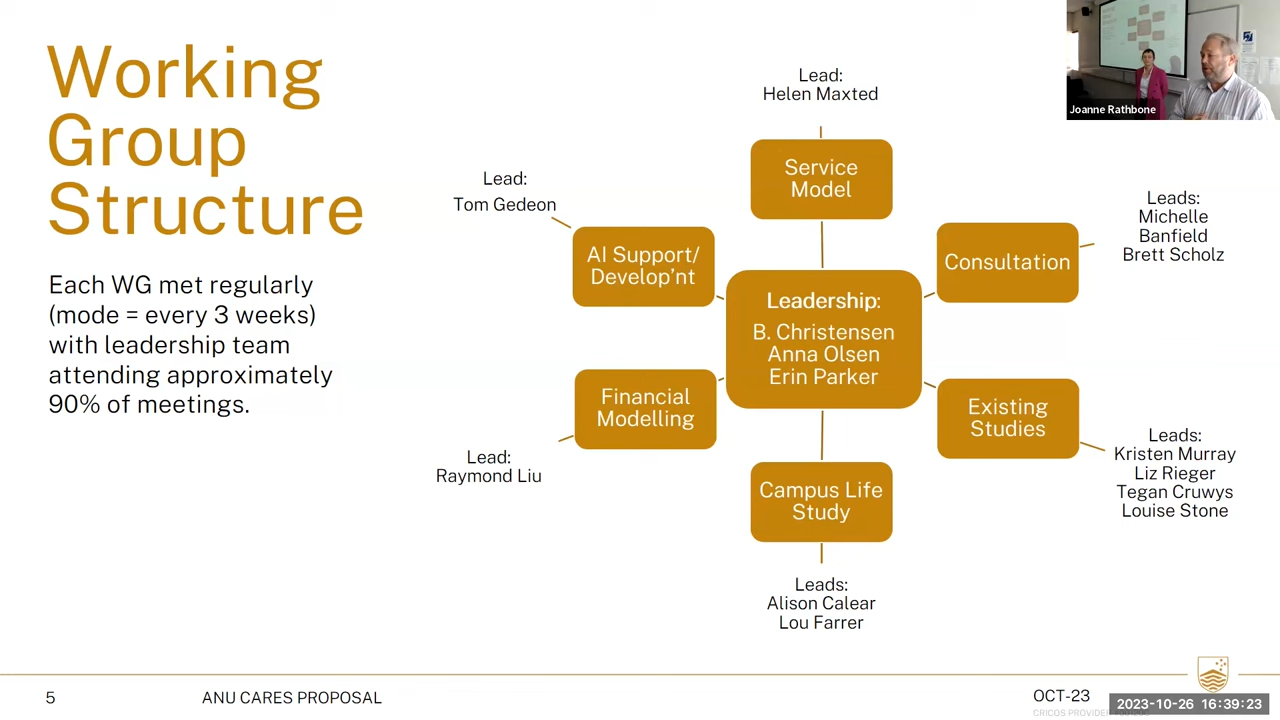 Working
Group
Structure
Each WG met regularly
(mode = every 3 weeks)
with leadership team
attending approximately
90% of meetings.
Lead:
Helen Maxted
Service
Model
Lead:
Tom Gedeon
AI Support/
Develop'nt
Leads:
Michelle
Banfield
Brett Scholz
Consultation
Leadership:
B. Christensen
Anna Olsen
Erin Parker
Financial
Modelling
Lead:
Raymond Liu
Existing
Studies
Leads:
Kristen Murray
Liz Rieger
Tegan Cruwys
Louise Stone
Campus Life
Study
Leads:
Alison Calear
Lou Farrer
Joanne Rathbone
5
ANU CARES PROPOSAL
OCT-23
CRICOS PROVIDER
2023-10-26 16:39:23